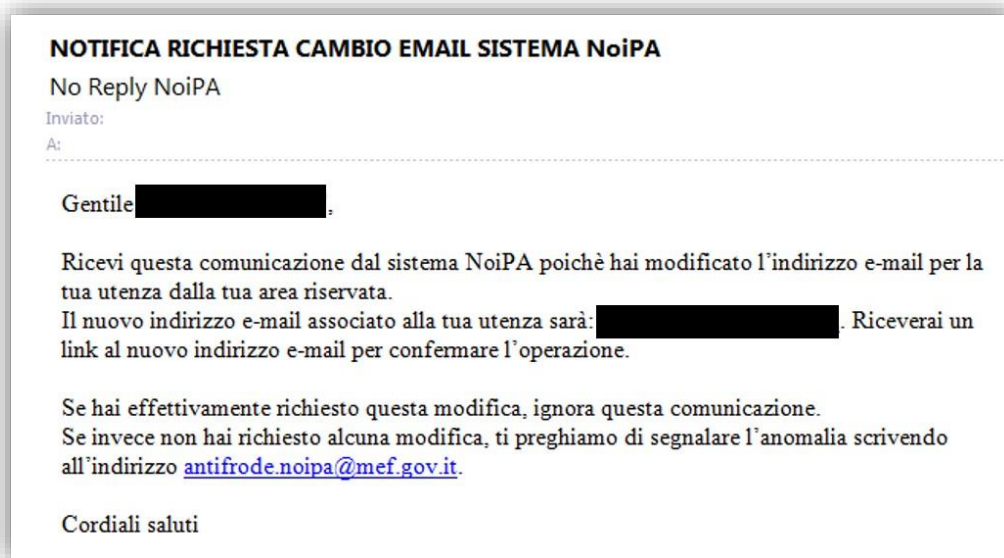 NOTIFICA RICHIESTA CAMBIO EMAIL SISTEMA NoiPA
No Reply NoiPA
Inviato:
A:
Gentile ,
Ricevi questa comunicazione dal sistema NoiPA poichè hai modificato l'indirizzo e-mail per la
tua utenza dalla tua area riservata.
Il nuovo indirizzo e-mail associato alla tua utenza sarà: . Riceverai un
link al nuovo indirizzo e-mail per confermare l'operazione.
Se hai effettivamente richiesto questa modifica, ignora questa comunicazione.
Se invece non hai richiesto alcuna modifica, ti preghiamo di segnalare l'anomalia scrivendo
all'indirizzo antifrode.noipa@mef.gov.it.
Cordiali saluti